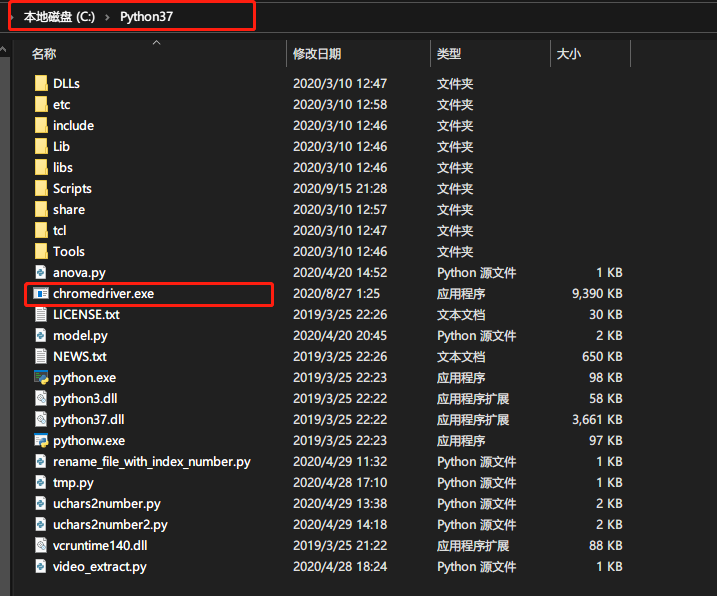 本地磁盘 (C:) › Python37
名称 修改日期 类型 大小
DLLs 2020/3/10 12:47 文件夹
etc 2020/3/10 12:58 文件夹
include 2020/3/10 12:46 文件夹
Lib 2020/3/10 12:46 文件夹
libs 2020/3/10 12:46 文件夹
Scripts 2020/9/15 21:28 文件夹
share 2020/3/10 12:57 文件夹
tcl 2020/3/10 12:47 文件夹
Tools 2020/3/10 12:46 文件夹
anova.py 2020/4/20 14:52 Python 源文件 1 KB
chromedriver.exe 2020/8/27 1:25 应用程序 9,390 KB
LICENSE.txt 2019/3/25 22:26 文本文档 30 KB
model.py 2020/4/20 20:45 Python 源文件 2 KB
NEWS.txt 2019/3/25 22:26 文本文档 650 KB
python.exe 2019/3/25 22:23 应用程序 98 KB
python3.dll 2019/3/25 22:22 应用程序扩展 58 KB
python37.dll 2019/3/25 22:22 应用程序扩展 3,661 KB
pythonw.exe 2019/3/25 22:23 应用程序 97 KB
rename_file_with_index_number.py 2020/4/29 11:32 Python 源文件 1 KB
tmp.py 2020/4/28 17:10 Python 源文件 1 KB
uchars2number.py 2020/4/29 13:38 Python 源文件 2 KB
uchars2number2.py 2020/4/29 14:18 Python 源文件 2 KB
vcruntime140.dll 2019/3/25 21:22 应用程序扩展 88 KB
video_extract.py 2020/4/28 18:24 Python 源文件 1 KB